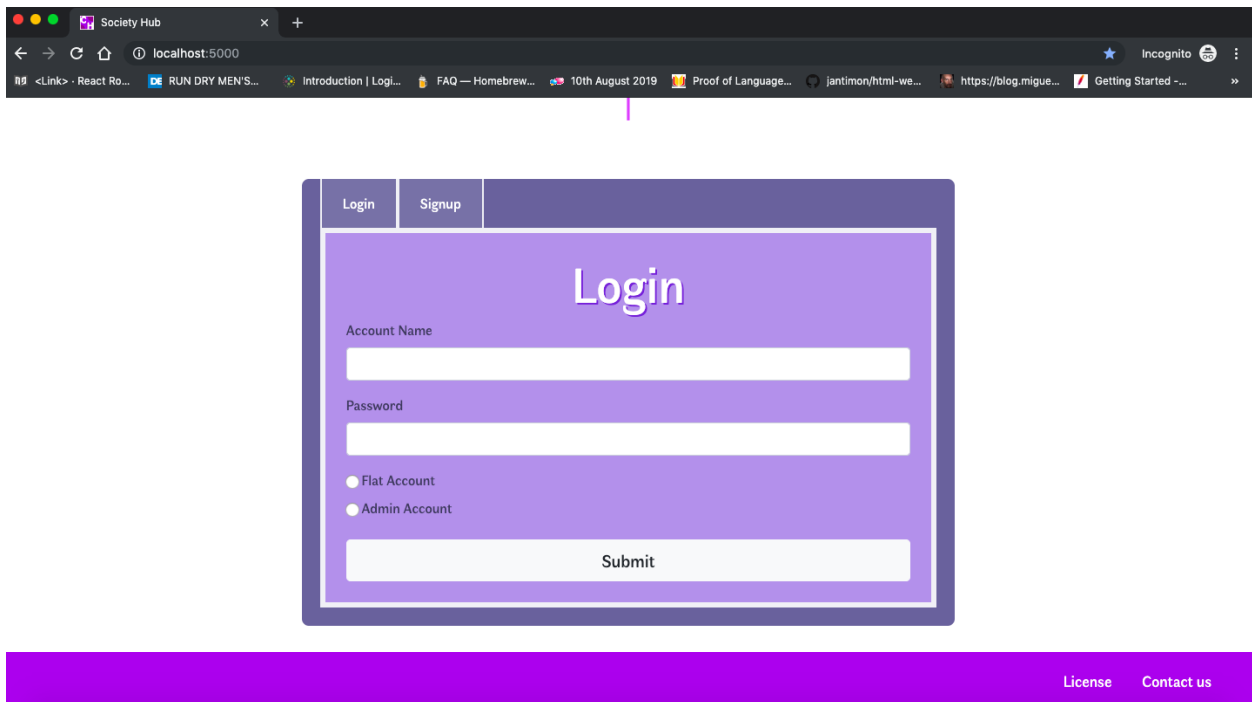 Society Hub
localhost:5000
Incognito
<Link> · React Ro...
DE RUN DRY MEN'S...
Introduction | Logi...
FAQ — Homebrew...
10th August 2019
Proof of Language...
jantimon/html-we...
https://blog.migue...
Getting Started -...
Login
Signup
Login
Account Name
Password
Flat Account
Admin Account
Submit
License
Contact us